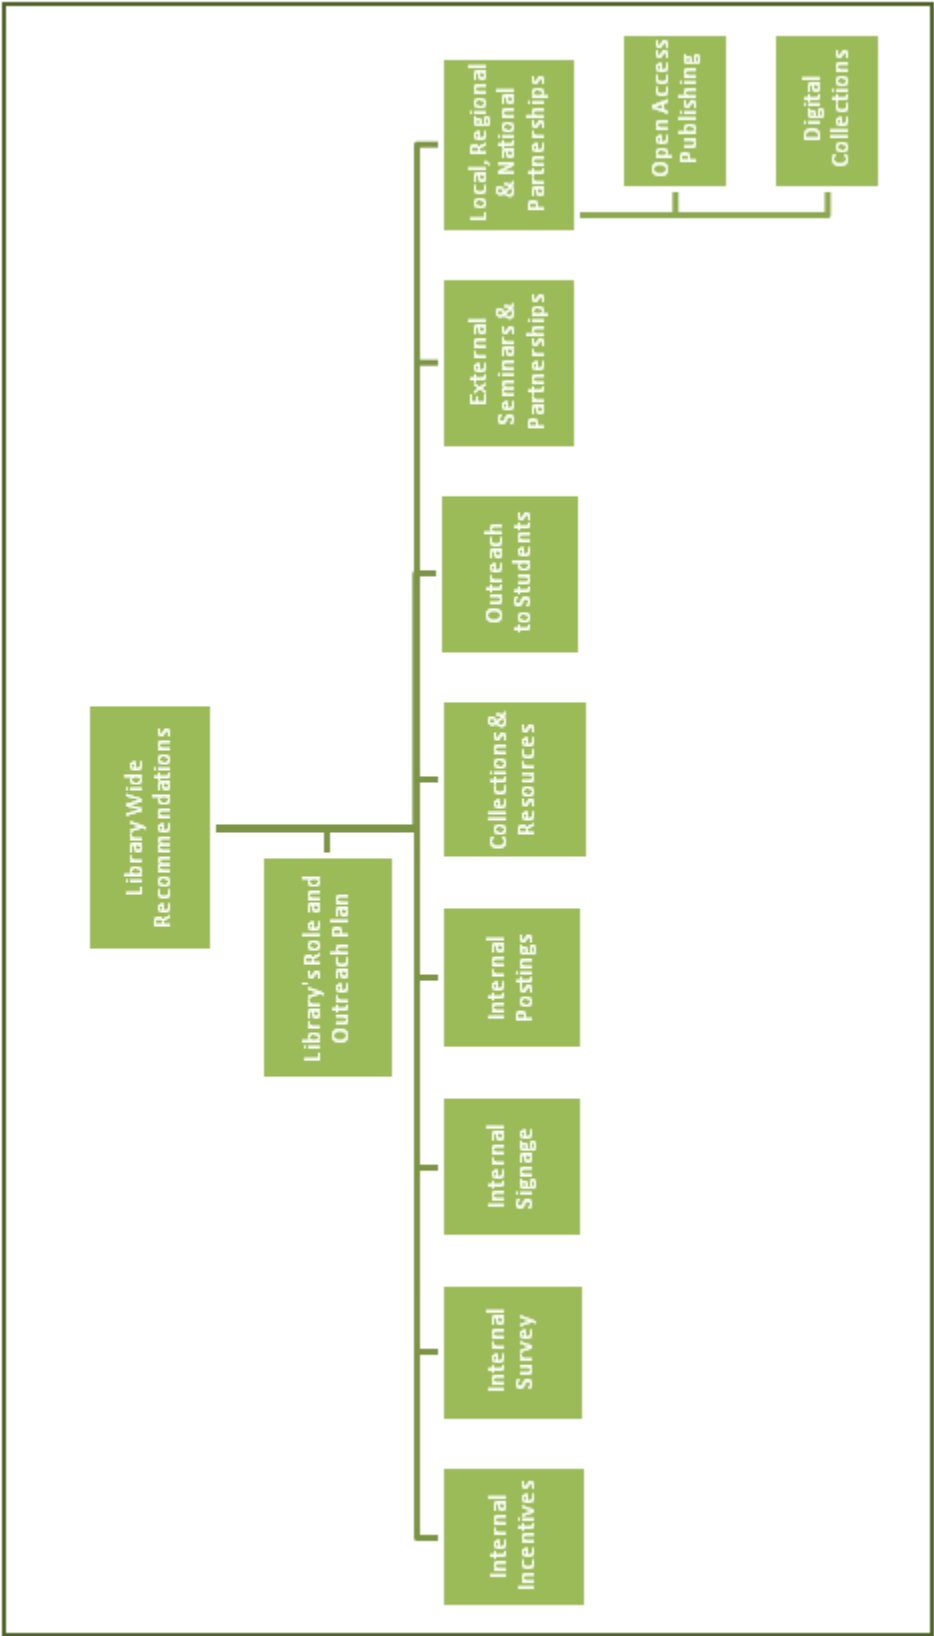 Library Wide
Recommendations
Library's Role and
Outreach Plan
Internal
Incentives
Internal
Survey
Internal
Signage
Internal
Postings
Collections &
Resources
Outreach
to Students
External
Seminars &
Partnerships
Local, Regional
& National
Partnerships
Open Access
Publishing
Digital
Collections